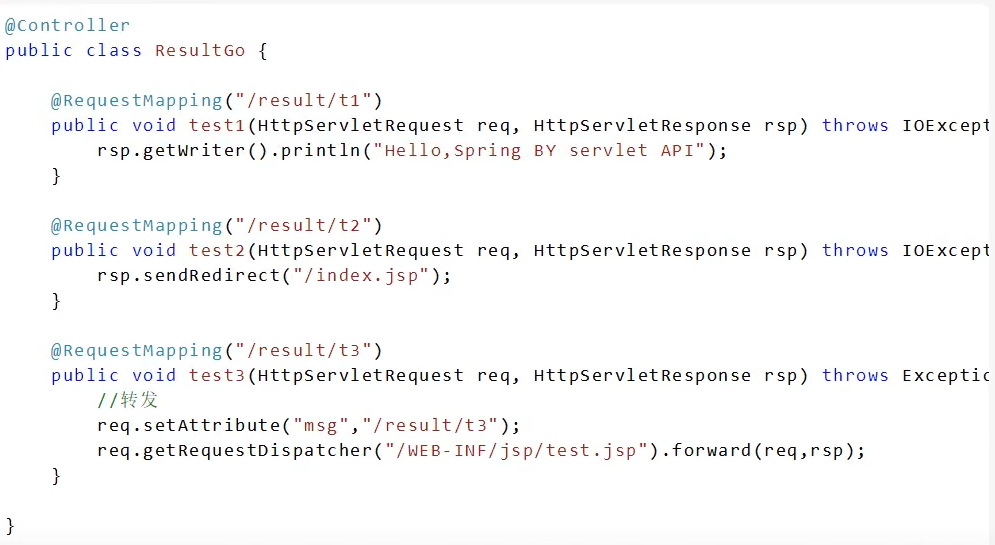 @Controller
public class ResultGo {
@RequestMapping("/result/t1")
public void test1(HttpServletRequest req, HttpServletResponse rsp) throws IOExcept
rsp.getWriter().println("Hello,Spring BY servlet API");
}
@RequestMapping("/result/t2")
public void test2(HttpServletRequest req, HttpServletResponse rsp) throws IOExcept
rsp.sendRedirect("/index.jsp");
}
@RequestMapping("/result/t3")
public void test3(HttpServletRequest req, HttpServletResponse rsp) throws Exceptio
//转发
req.setAttribute("msg","/result/t3");
req.getRequestDispatcher("/WEB-INF/jsp/test.jsp").forward(req,rsp);
}
}